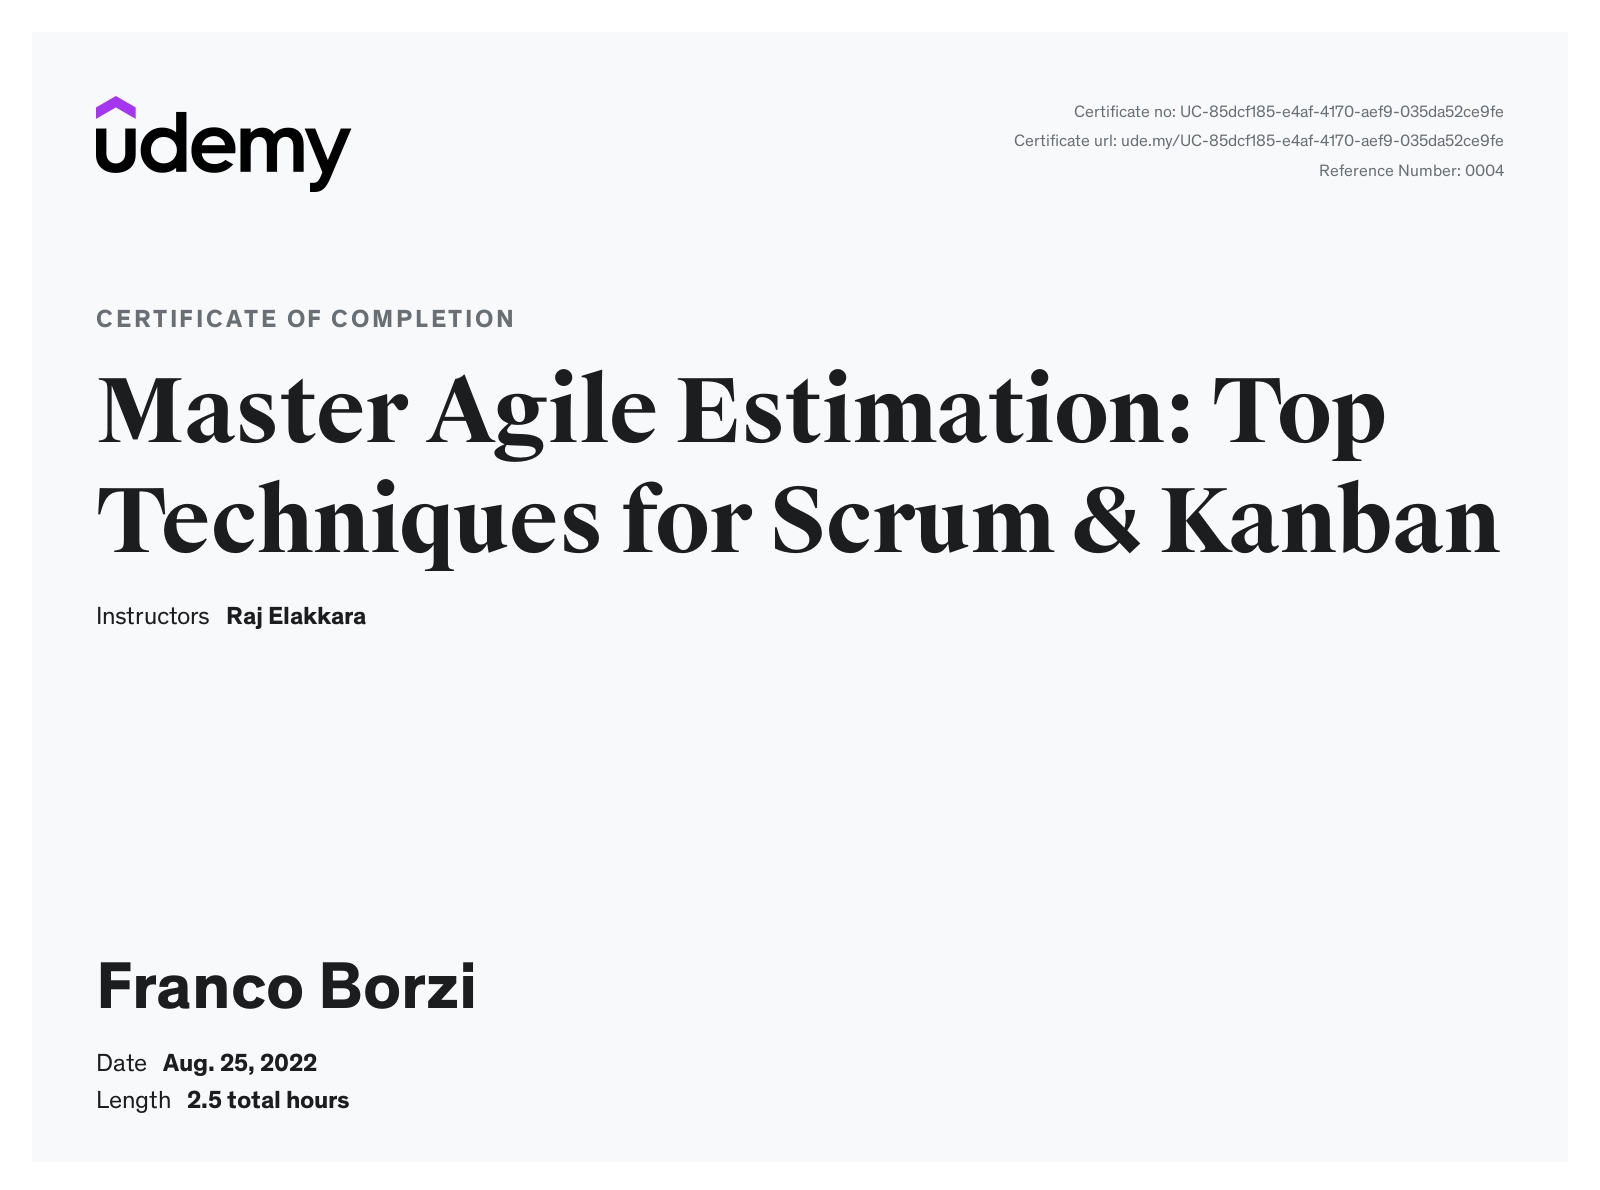 udemy
Certificate no: UC-85dcf185-e4af-4170-aef9-035da52ce9fe
Certificate url: ude.my/UC-85dcf185-e4af-4170-aef9-035da52ce9fe
Reference Number: 0004
CERTIFICATE OF COMPLETION
Master Agile Estimation: Top
Techniques for Scrum & Kanban
Instructors Raj Elakkara
Franco Borzi
Date Aug. 25, 2022
Length 2.5 total hours